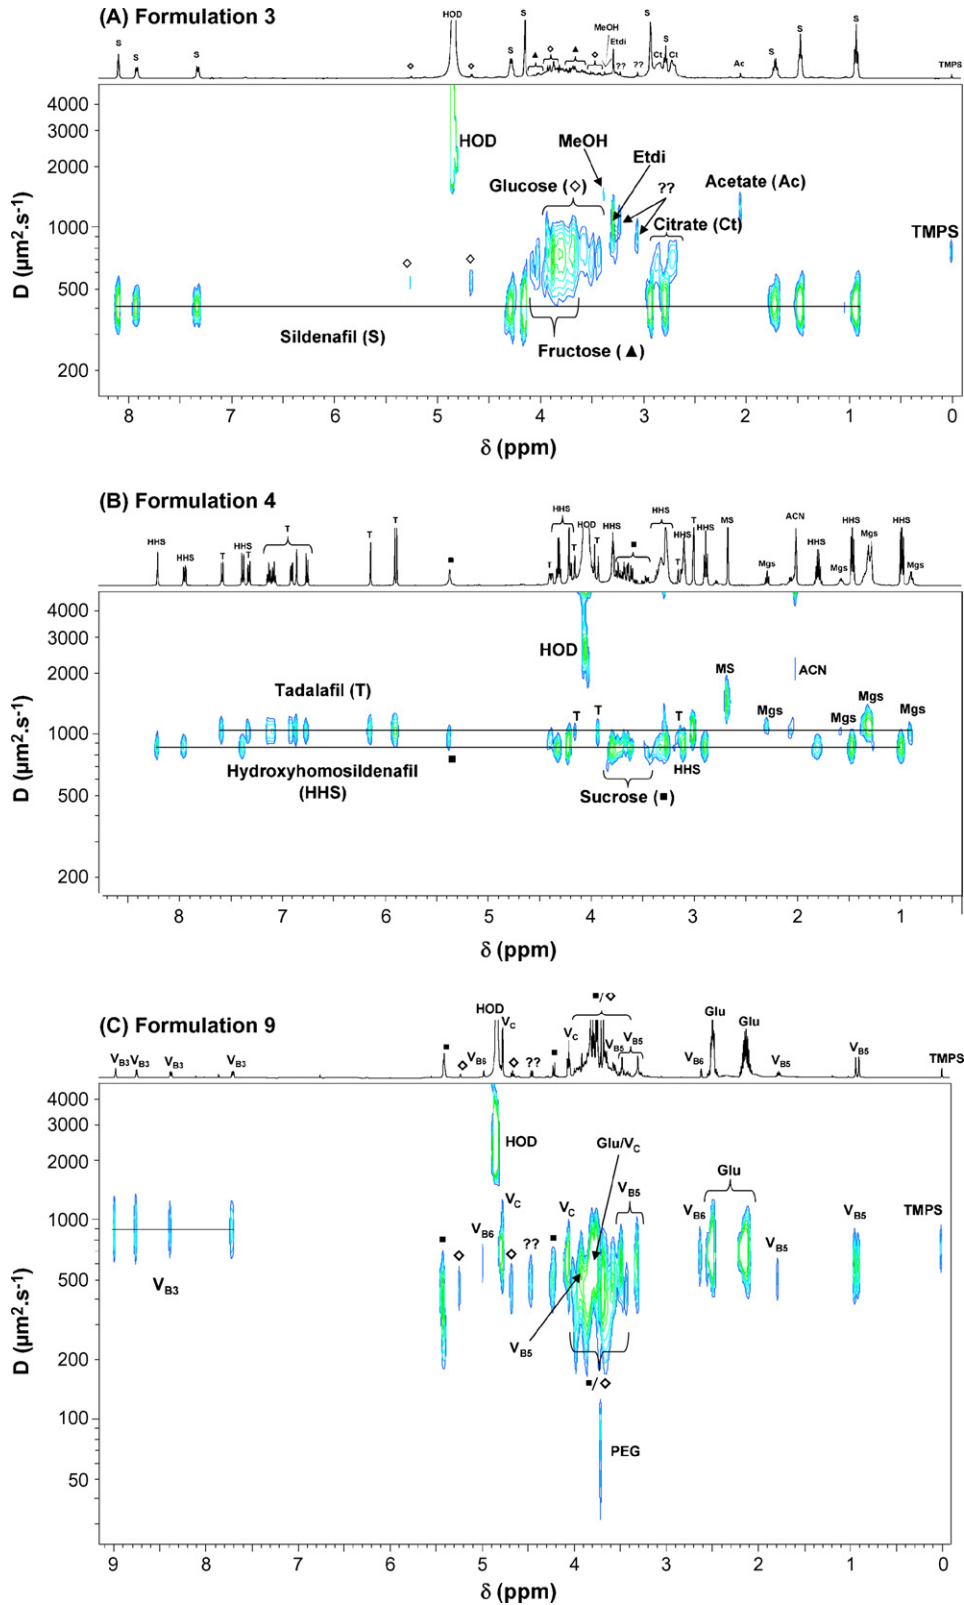 (A) Formulation 3
S S S HOD S S ◇ ◇ ▲ ◇ ▲ ◇ MeOH Etdi ?? ?? S Ct S Ct Ac S S S TMPS
4000
3000
2000
1000
500
200
D (µm².s⁻¹)
HOD
MeOH
Etdi
??
Glucose (◇)
Acetate (Ac)
Citrate (Ct)
TMPS
◇ ◇
Sildenafil (S)
Fructose (▲)
8 7 6 5 4 3 2 1 0
δ (ppm)
(B) Formulation 4
HHS HHS T HHS T T T T ■ T HHS T HOD T HHS ■ HHS T HHS T MS Mgs ACN HHS Mgs HHS Mgs HHS Mgs
4000
3000
2000
1000
500
200
D (µm².s⁻¹)
HOD
MS
ACN
Tadalafil (T)
T T T Mgs Mgs Mgs Mgs
■
Hydroxyhomosildenafil
(HHS)
HHS
Sucrose (■)
8 7 6 5 4 3 2 1
δ (ppm)
(C) Formulation 9
VB3 VB3 VB3 VB3 ■ ◇ VB6 HOD VC ◇ ?? ■ VC ■/◇ VB5 VB5 VB6 Glu Glu VB5 VB5 TMPS
4000
3000
2000
1000
500
200
100
50
D (µm².s⁻¹)
HOD
Glu/VC
Glu
VB3
■ ◇ VB6 VC ◇ ?? ■ VC VB5 VB6 VB5 VB5 TMPS
VB5
■/◇
PEG
9 8 7 6 5 4 3 2 1 0
δ (ppm)